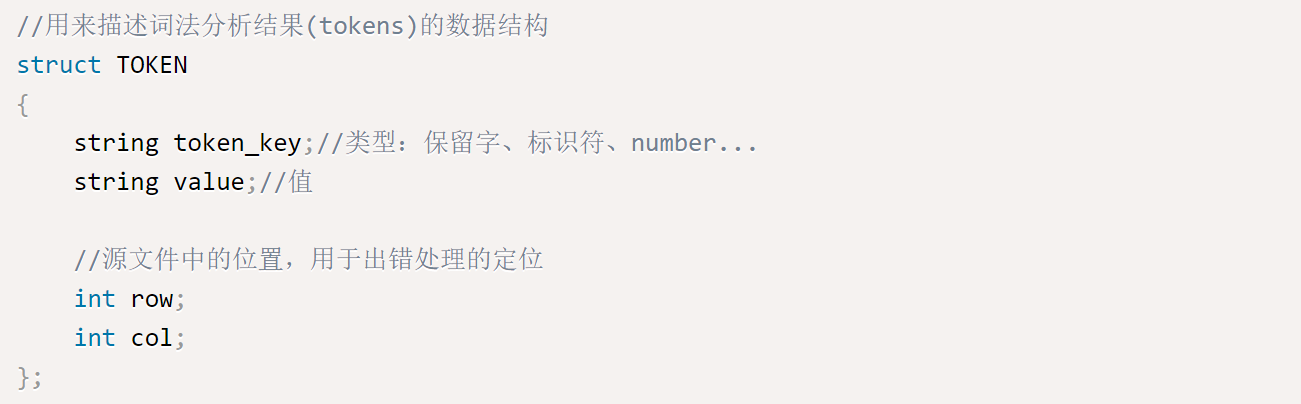 //用来描述词法分析结果(tokens)的数据结构
struct TOKEN
{
    string token_key;//类型：保留字、标识符、number...
    string value;//值
    //源文件中的位置，用于出错处理的定位
    int row;
    int col;
};